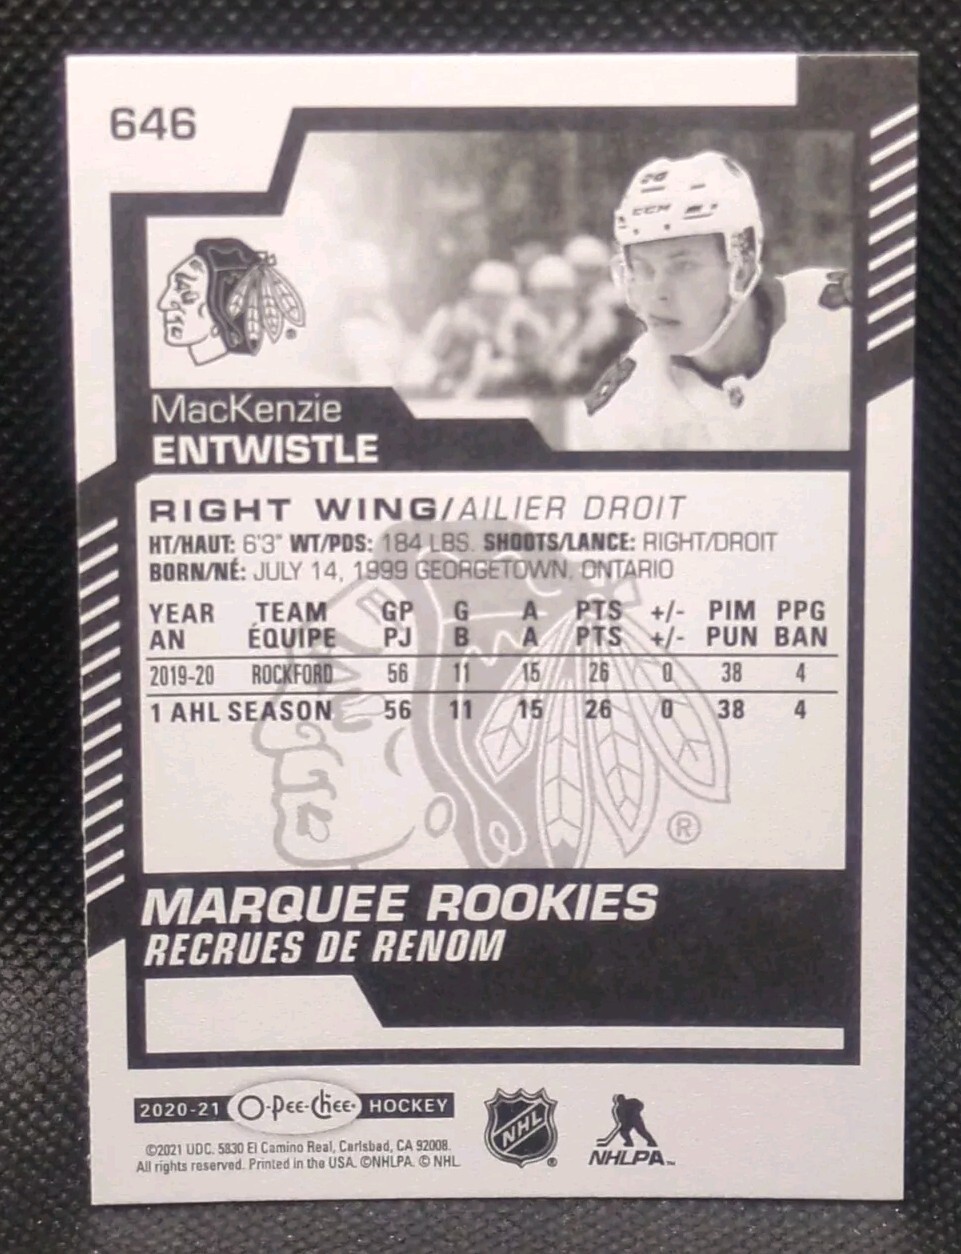 646
28
CCM
MacKenzie
ENTWISTLE
RIGHT WING/AILIER DROIT
HT/HAUT: 6'3" WT/PDS: 184 LBS. SHOOTS/LANCE: RIGHT/DROIT
BORN/NÉ: JULY 14, 1999 GEORGETOWN, ONTARIO
YEAR TEAM GP G A PTS +/- PIM PPG
AN ÉQUIPE PJ B A PTS +/- PUN BAN
2019-20 ROCKFORD 56 11 15 26 0 38 4
1 AHL SEASON 56 11 15 26 0 38 4
®
MARQUEE ROOKIES
RECRUES DE RENOM
2020-21 O-Pee-Chee HOCKEY
NHL
NHLPA™
©2021 UDC. 5830 El Camino Real, Carlsbad, CA 92008.
All rights reserved. Printed in the USA. ©NHLPA. © NHL